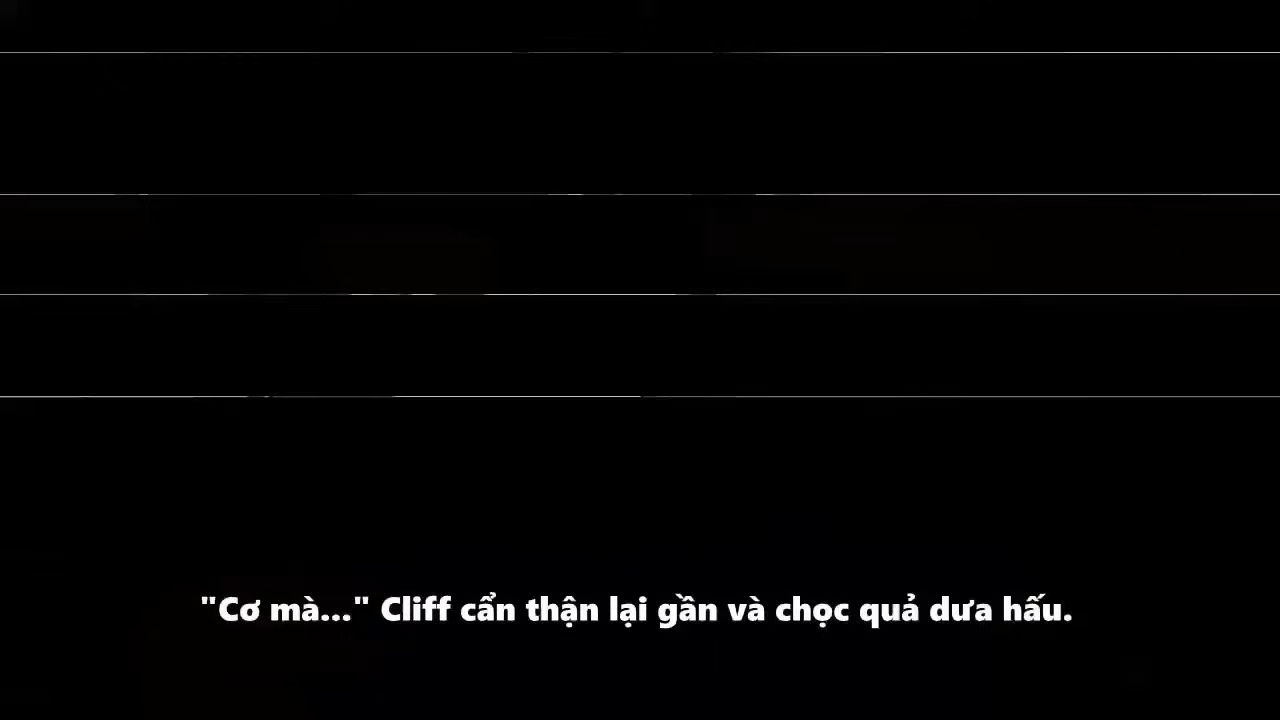 "Cơ mà..." Cliff cẩn thận lại gần và chọc quả dưa hấu.